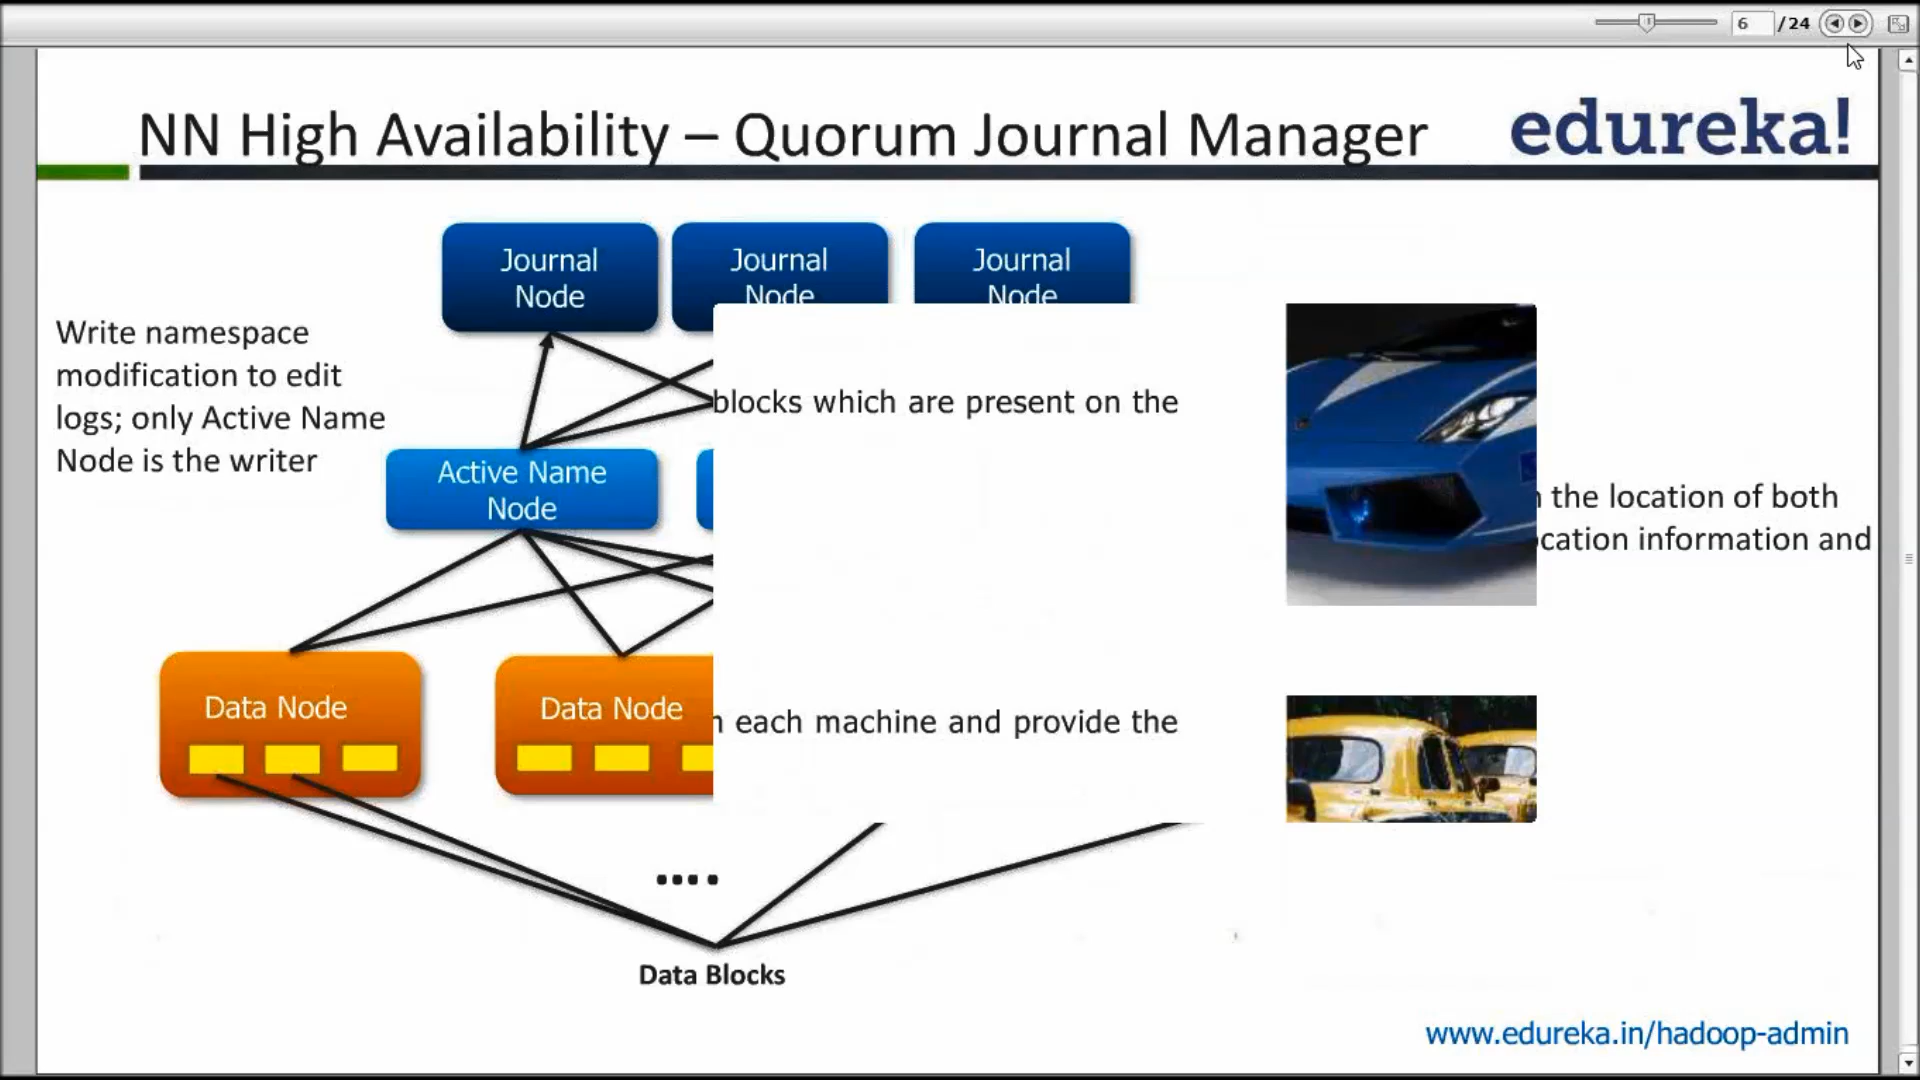 6 / 24
NN High Availability – Quorum Journal Manager
edureka!
Journal
Node
Journal
Node
Journal
Node
Write namespace
modification to edit
logs; only Active Name
Node is the writer
blocks which are present on the
Active Name
Node
the location of both
information and
Data Node
Data Node
each machine and provide the
....
Data Blocks
www.edureka.in/hadoop-admin